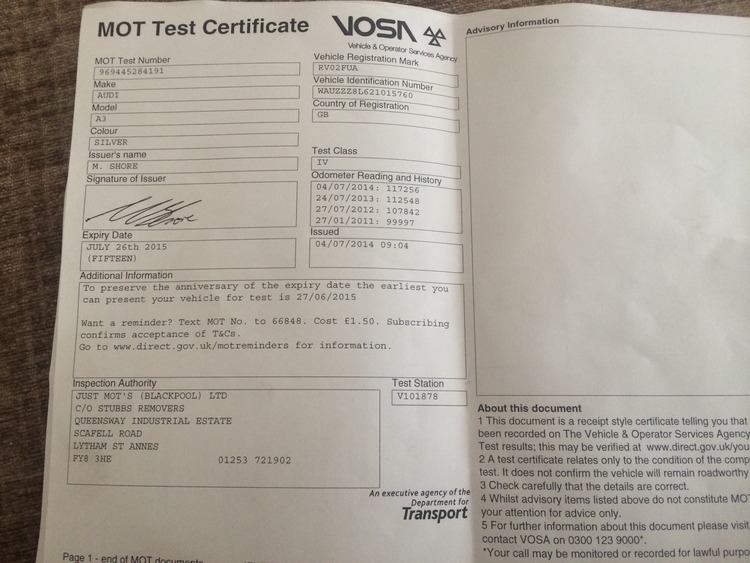 MOT Test Certificate
VOSA
Vehicle & Operator Services Agency
MOT Test Number
969445284191
Make
AUDI
Model
A3
Colour
SILVER
Issuer's name
M. SHORE
Signature of Issuer
Expiry Date
JULY 26th 2015
(FIFTEEN)
Vehicle Registration Mark
RV02FUA
Vehicle Identification Number
WAUZZZ8L621015760
Country of Registration
GB
Test Class
IV
Odometer Reading and History
04/07/2014: 117256
24/07/2013: 112548
27/07/2012: 107842
27/01/2011: 99997
Issued
04/07/2014 09:04
Additional Information
To preserve the anniversary of the expiry date the earliest you
can present your vehicle for test is 27/06/2015
Want a reminder? Text MOT No. to 66848. Cost £1.50. Subscribing
confirms acceptance of T&Cs.
Go to www.direct.gov.uk/motreminders for information.
Inspection Authority
JUST MOT'S (BLACKPOOL) LTD
C/O STUBBS REMOVERS
QUEENSWAY INDUSTRIAL ESTATE
SCAFELL ROAD
LYTHAM ST ANNES
FY8 3HE 01253 721902
Test Station
V101878
An executive agency of the
Department for
Transport
Page 1 - end of MOT documents
Advisory Information
About this document
1 This document is a receipt style certificate telling you that
been recorded on The Vehicle & Operator Services Agency
Test results; this may be verified at www.direct.gov.uk/you
2 A test certificate relates only to the condition of the comp
test. It does not confirm the vehicle will remain roadworthy
3 Check carefully that the details are correct.
4 Whilst advisory items listed above do not constitute MOT
your attention for advice only.
5 For further information about this document please visit
contact VOSA on 0300 123 9000*.
*Your call may be monitored or recorded for lawful purpo